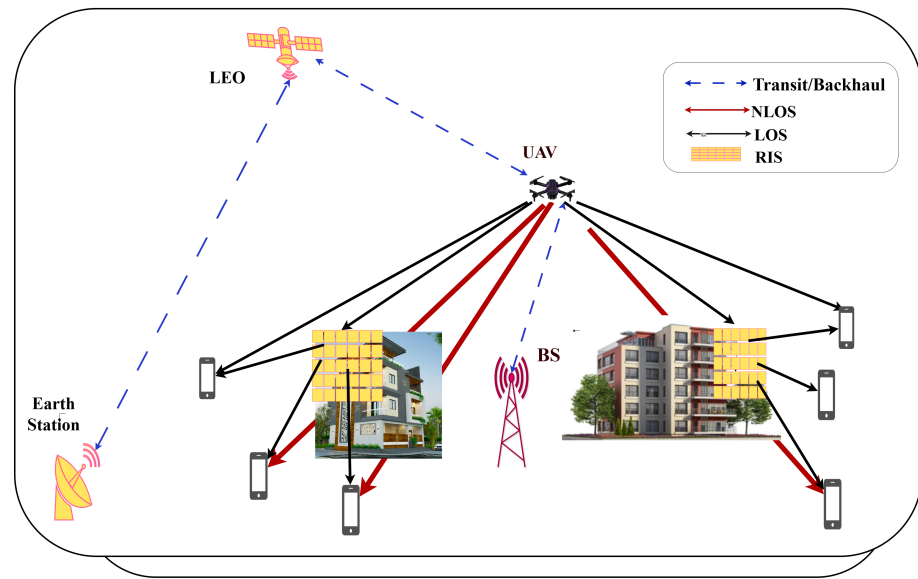 LEO
Transit/Backhaul
NLOS
LOS
RIS
UAV
BS
Earth
Station